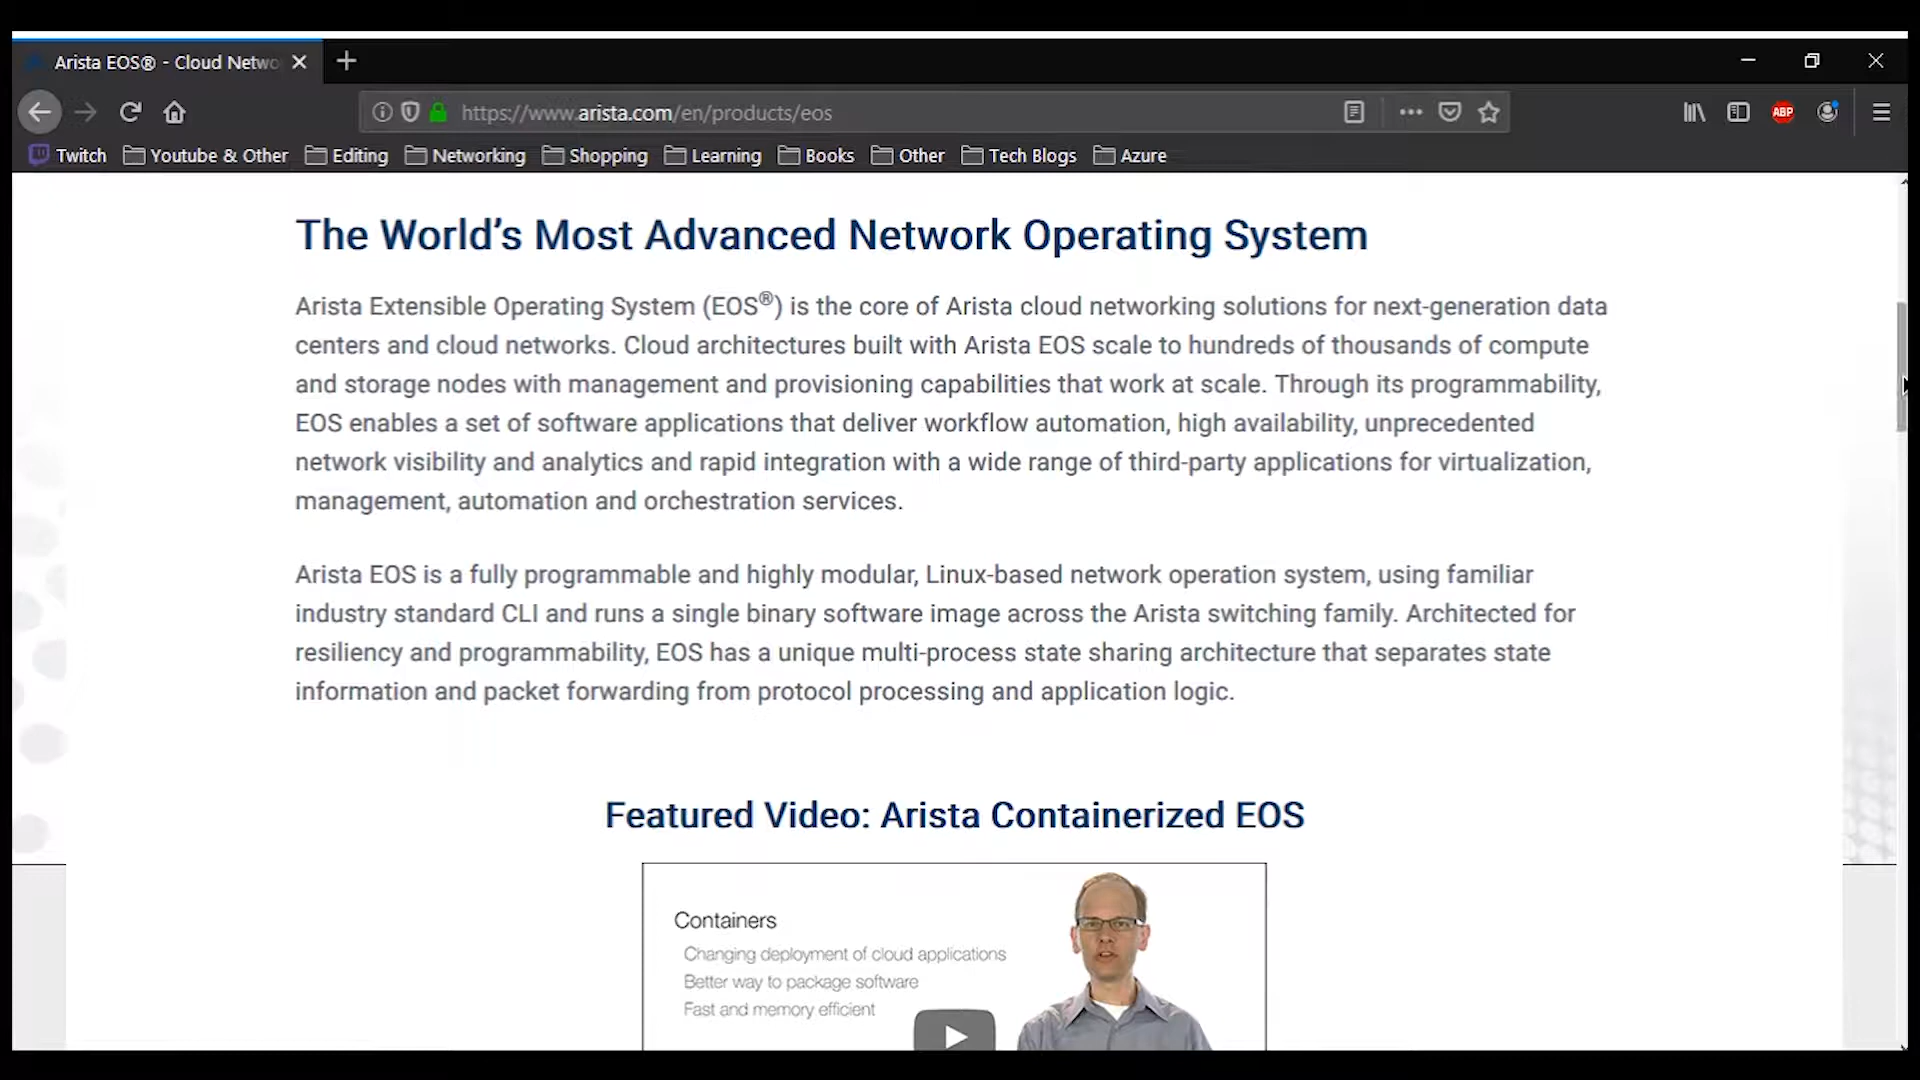 Arista EOS® - Cloud Netwo
https://www.arista.com/en/products/eos
ABP
Twitch Youtube & Other Editing Networking Shopping Learning Books Other Tech Blogs Azure
The World's Most Advanced Network Operating System
Arista Extensible Operating System (EOS®) is the core of Arista cloud networking solutions for next-generation data
centers and cloud networks. Cloud architectures built with Arista EOS scale to hundreds of thousands of compute
and storage nodes with management and provisioning capabilities that work at scale. Through its programmability,
EOS enables a set of software applications that deliver workflow automation, high availability, unprecedented
network visibility and analytics and rapid integration with a wide range of third-party applications for virtualization,
management, automation and orchestration services.
Arista EOS is a fully programmable and highly modular, Linux-based network operation system, using familiar
industry standard CLI and runs a single binary software image across the Arista switching family. Architected for
resiliency and programmability, EOS has a unique multi-process state sharing architecture that separates state
information and packet forwarding from protocol processing and application logic.
Featured Video: Arista Containerized EOS
Containers
Changing deployment of cloud applications
Better way to package software
Fast and memory efficient